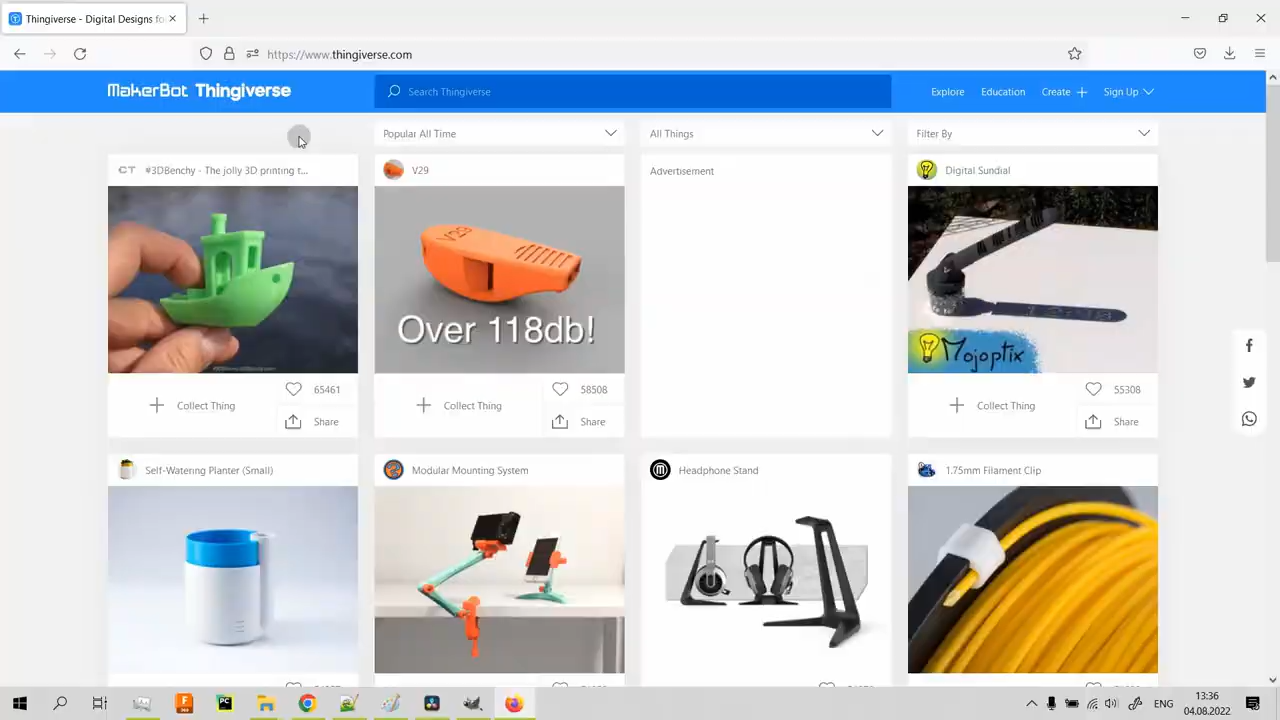 Thingiverse - Digital Designs fo
https://www.thingiverse.com
MakerBot Thingiverse
Search Thingiverse
Explore
Education
Create
Sign Up
Popular All Time
All Things
Filter By
#3DBenchy - The jolly 3D printing t...
V29
Advertisement
Digital Sundial
V29
Over 118db!
Mojoptix
Collect Thing
65461
Share
Collect Thing
58508
Share
Collect Thing
55308
Share
Self-Watering Planter (Small)
Modular Mounting System
Headphone Stand
1.75mm Filament Clip
ENG
13:36
04.08.2022